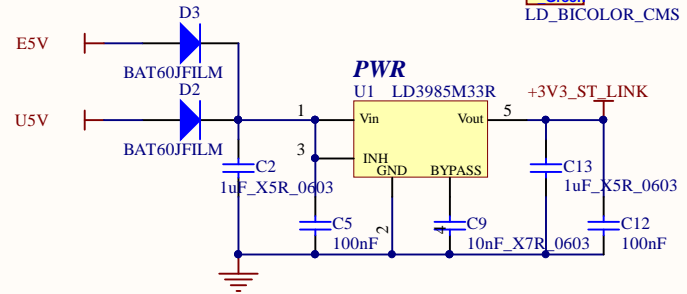 LD_BICOLOR_CMS
D3
E5V
BAT60JFILM
D2
U5V
BAT60JFILM
PWR
U1 LD3985M33R
+3V3_ST_LINK
1
Vin
Vout
5
3
INH
GND
BYPASS
2
4
C2
1uF_X5R_0603
C13
1uF_X5R_0603
C5
100nF
C9
10nF_X7R_0603
C12
100nF